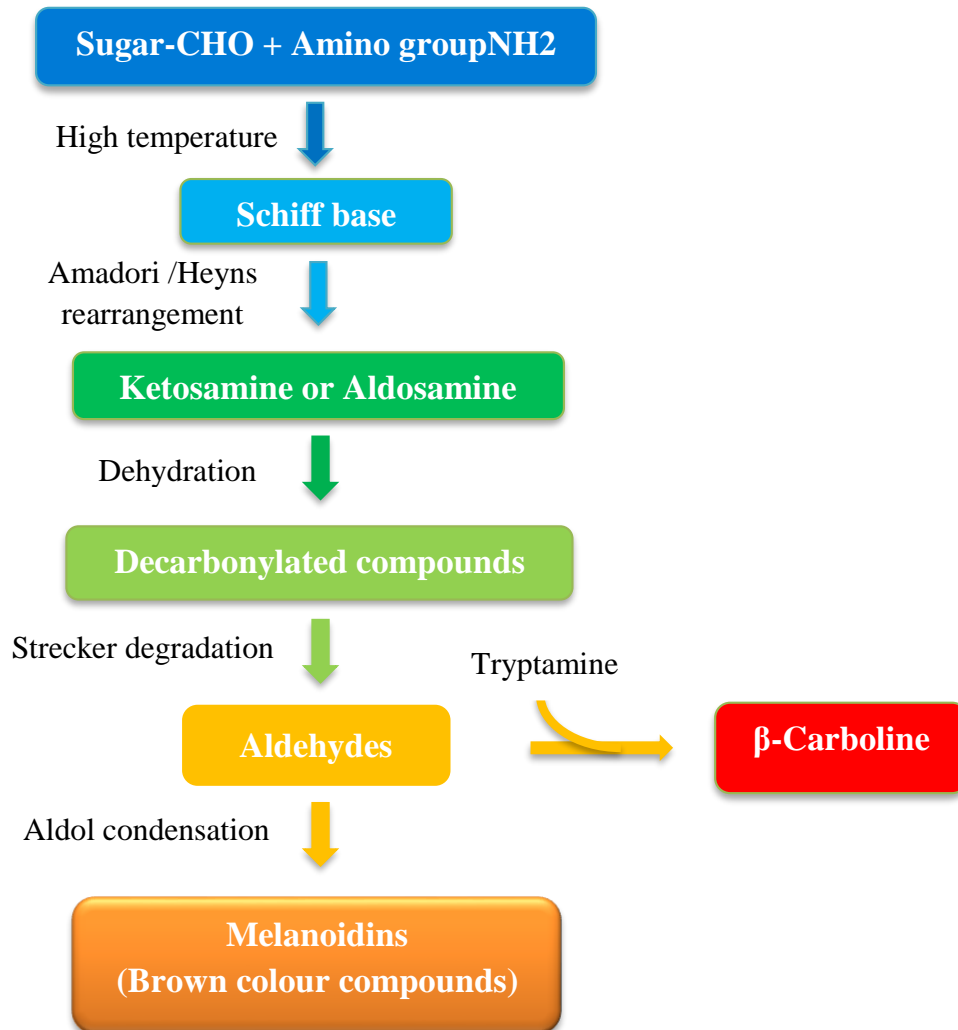 Sugar-CHO + Amino groupNH2
High temperature
Schiff base
Amadori /Heyns
rearrangement
Ketosamine or Aldosamine
Dehydration
Decarbonylated compounds
Strecker degradation
Tryptamine
Aldehydes
β-Carboline
Aldol condensation
Melanoidins
(Brown colour compounds)